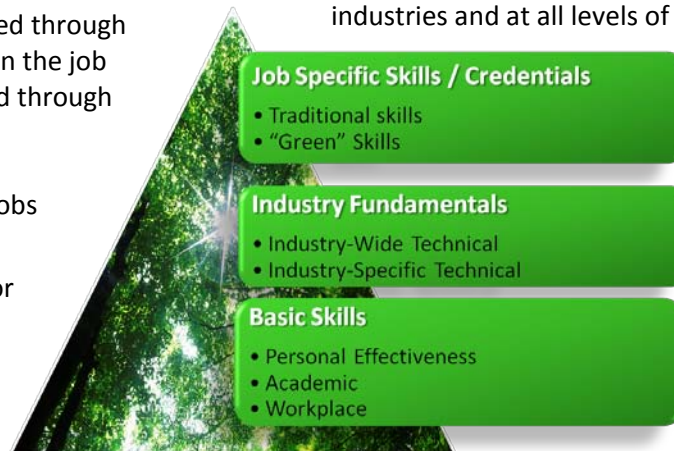 ed through
n the job
d through
obs
or
industries and at all levels of
Job Specific Skills / Credentials
• Traditional skills
• “Green” Skills
Industry Fundamentals
• Industry-Wide Technical
• Industry-Specific Technical
Basic Skills
• Personal Effectiveness
• Academic
• Workplace